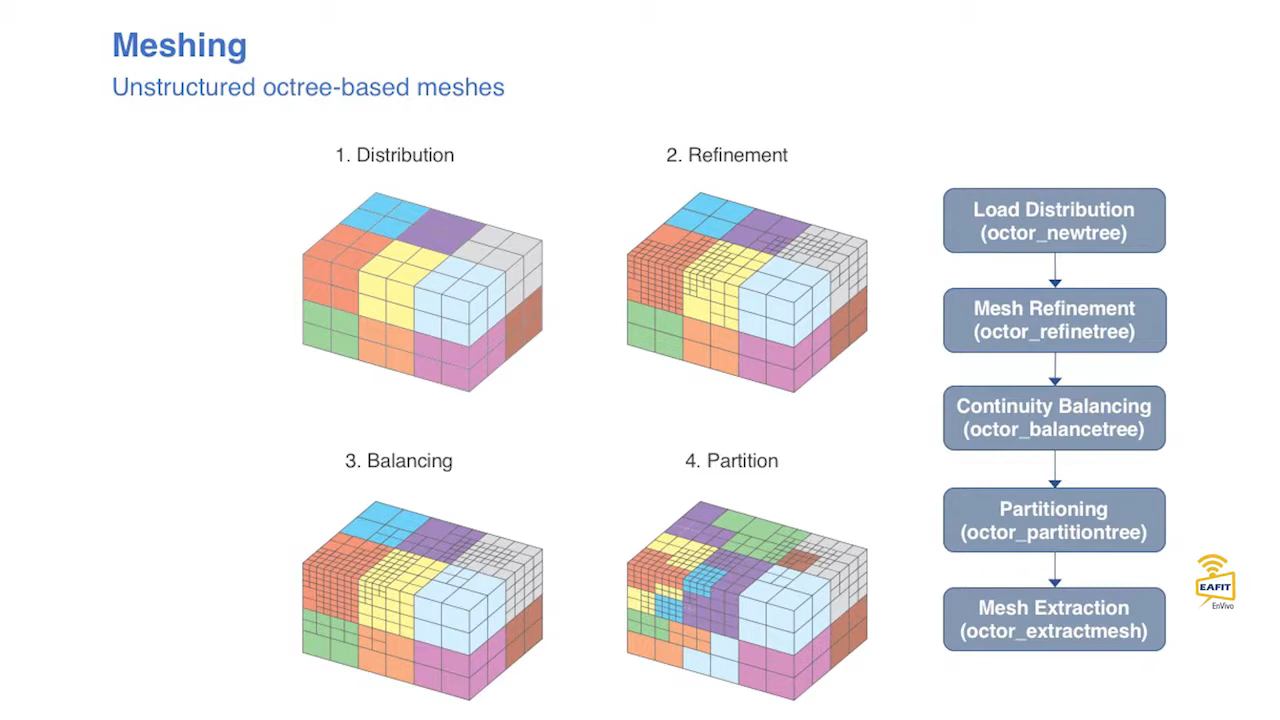 Meshing
Unstructured octree-based meshes
1. Distribution
2. Refinement
3. Balancing
4. Partition
Load Distribution
(octor_newtree)
Mesh Refinement
(octor_refinetree)
Continuity Balancing
(octor_balancetree)
Partitioning
(octor_partitiontree)
Mesh Extraction
(octor_extractmesh)
EAFIT
EnVivo